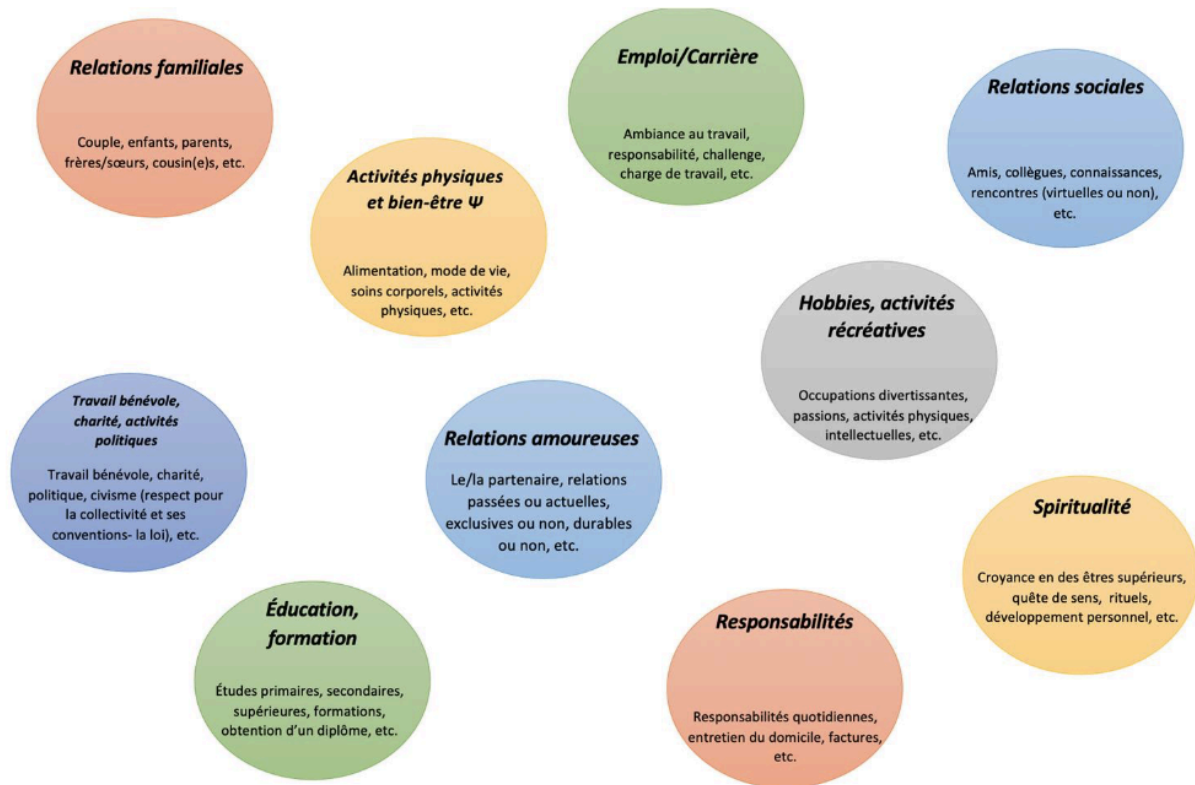 Relations familiales
Couple, enfants, parents,
frères/sœurs, cousin(e)s, etc.
Emploi/Carrière
Ambiance au travail,
responsabilité, challenge,
charge de travail, etc.
Relations sociales
Amis, collègues, connaissances,
rencontres (virtuelles ou non),
etc.
Activités physiques
et bien-être Ψ
Alimentation, mode de vie,
soins corporels, activités
physiques, etc.
Hobbies, activités
récréatives
Occupations divertissantes,
passions, activités physiques,
intellectuelles, etc.
Travail bénévole,
charité, activités
politiques
Travail bénévole, charité,
politique, civisme (respect pour
la collectivité et ses
conventions- la loi), etc.
Relations amoureuses
Le/la partenaire, relations
passées ou actuelles,
exclusives ou non, durables
ou non, etc.
Spiritualité
Croyance en des êtres supérieurs,
quête de sens, rituels,
développement personnel, etc.
Éducation,
formation
Études primaires, secondaires,
supérieures, formations,
obtention d'un diplôme, etc.
Responsabilités
Responsabilités quotidiennes,
entretien du domicile, factures,
etc.